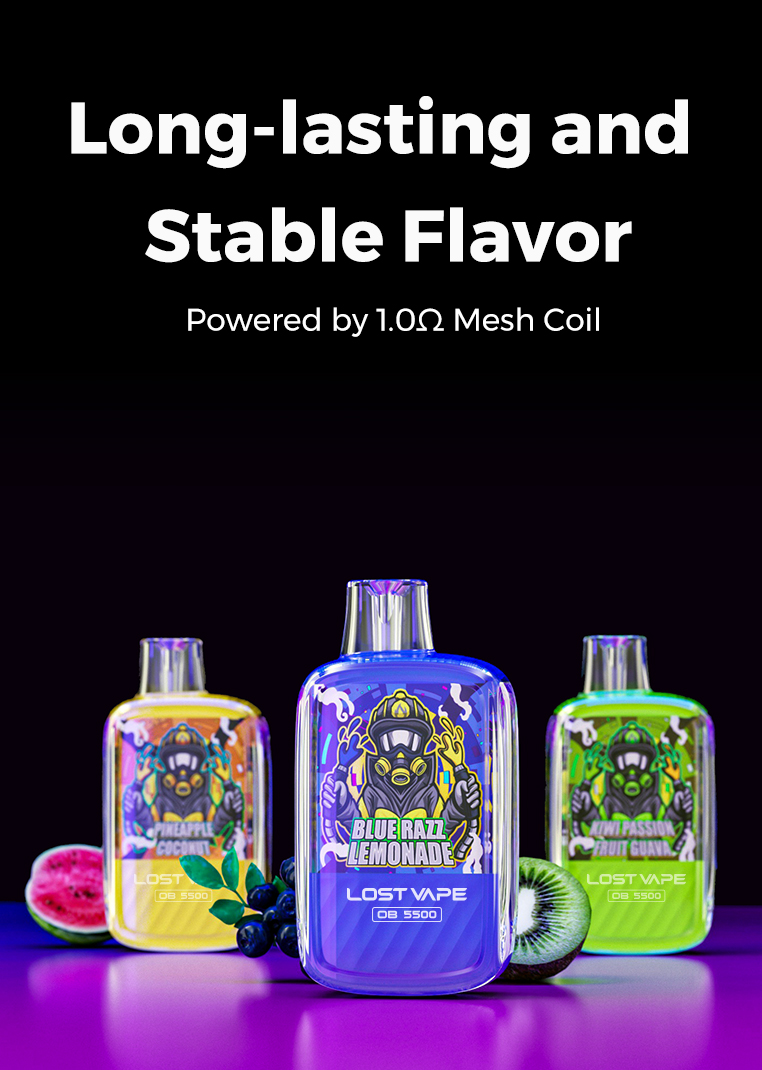 Long-lasting and
Stable Flavor
Powered by 1.0Ω Mesh Coil
PINEAPPLE
COCONUT
LOST
OB 5500
BLUE RAZZ
LEMONADE
LOST VAPE
OB 5500
KIWI PASSION
FRUIT GUAVA
LOST VAPE
OB 5500